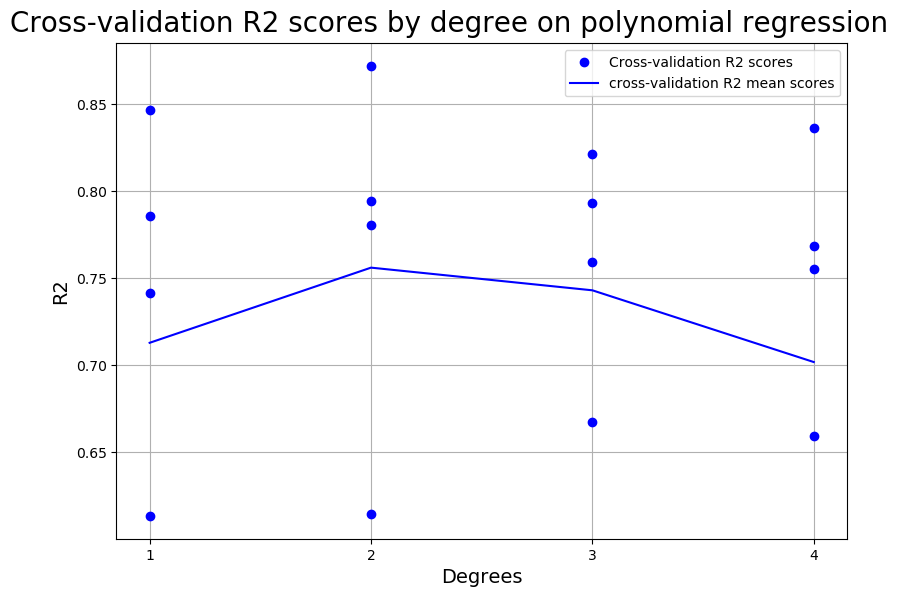 Cross-validation R2 scores by degree on polynomial regression
Cross-validation R2 scores
cross-validation R2 mean scores
0.85
0.80
0.75
0.70
0.65
R2
1 2 3 4
Degrees